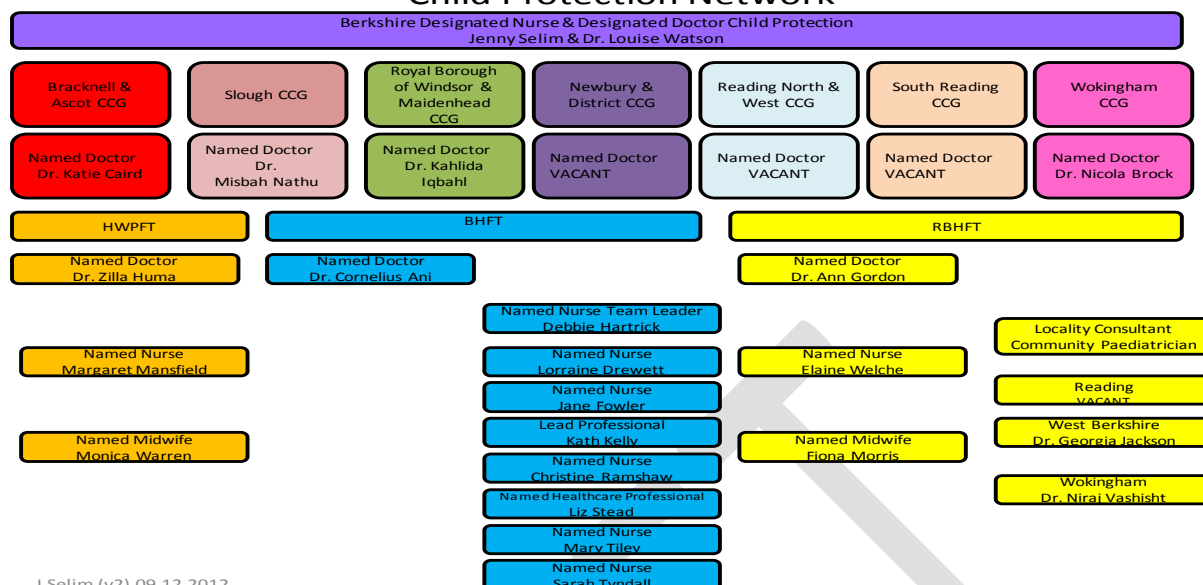 Child Protection Network
Berkshire Designated Nurse & Designated Doctor Child Protection
Jenny Selim & Dr. Louise Watson
Bracknell &
Ascot CCG
Slough CCG
Royal Borough
of Windsor &
Maidenhead
CCG
Newbury &
District CCG
Reading North &
West CCG
South Reading
CCG
Wokingham
CCG
Named Doctor
Dr. Katie Caird
Named Doctor
Dr.
Misbah Nathu
Named Doctor
Dr. Kahlida
Iqbahl
Named Doctor
VACANT
Named Doctor
VACANT
Named Doctor
VACANT
Named Doctor
Dr. Nicola Brock
HWPFT
BHFT
RBHFT
Named Doctor
Dr. Zilla Huma
Named Doctor
Dr. Cornelius Ani
Named Doctor
Dr. Ann Gordon
Named Nurse Team Leader
Debbie Hartrick
Locality Consultant
Community Paediatrician
Named Nurse
Margaret Mansfield
Named Nurse
Lorraine Drewett
Named Nurse
Elaine Welche
Named Nurse
Jane Fowler
Reading
VACANT
Lead Professional
Kath Kelly
West Berkshire
Dr. Georgia Jackson
Named Midwife
Monica Warren
Named Midwife
Fiona Morris
Named Nurse
Christine Ramshaw
Named Healthcare Professional
Liz Stead
Wokingham
Dr. Niraj Vashisht
Named Nurse
Mary Tiley
Named Nurse
Sarah Tyndall
J Selim (v2) 09.12.2012